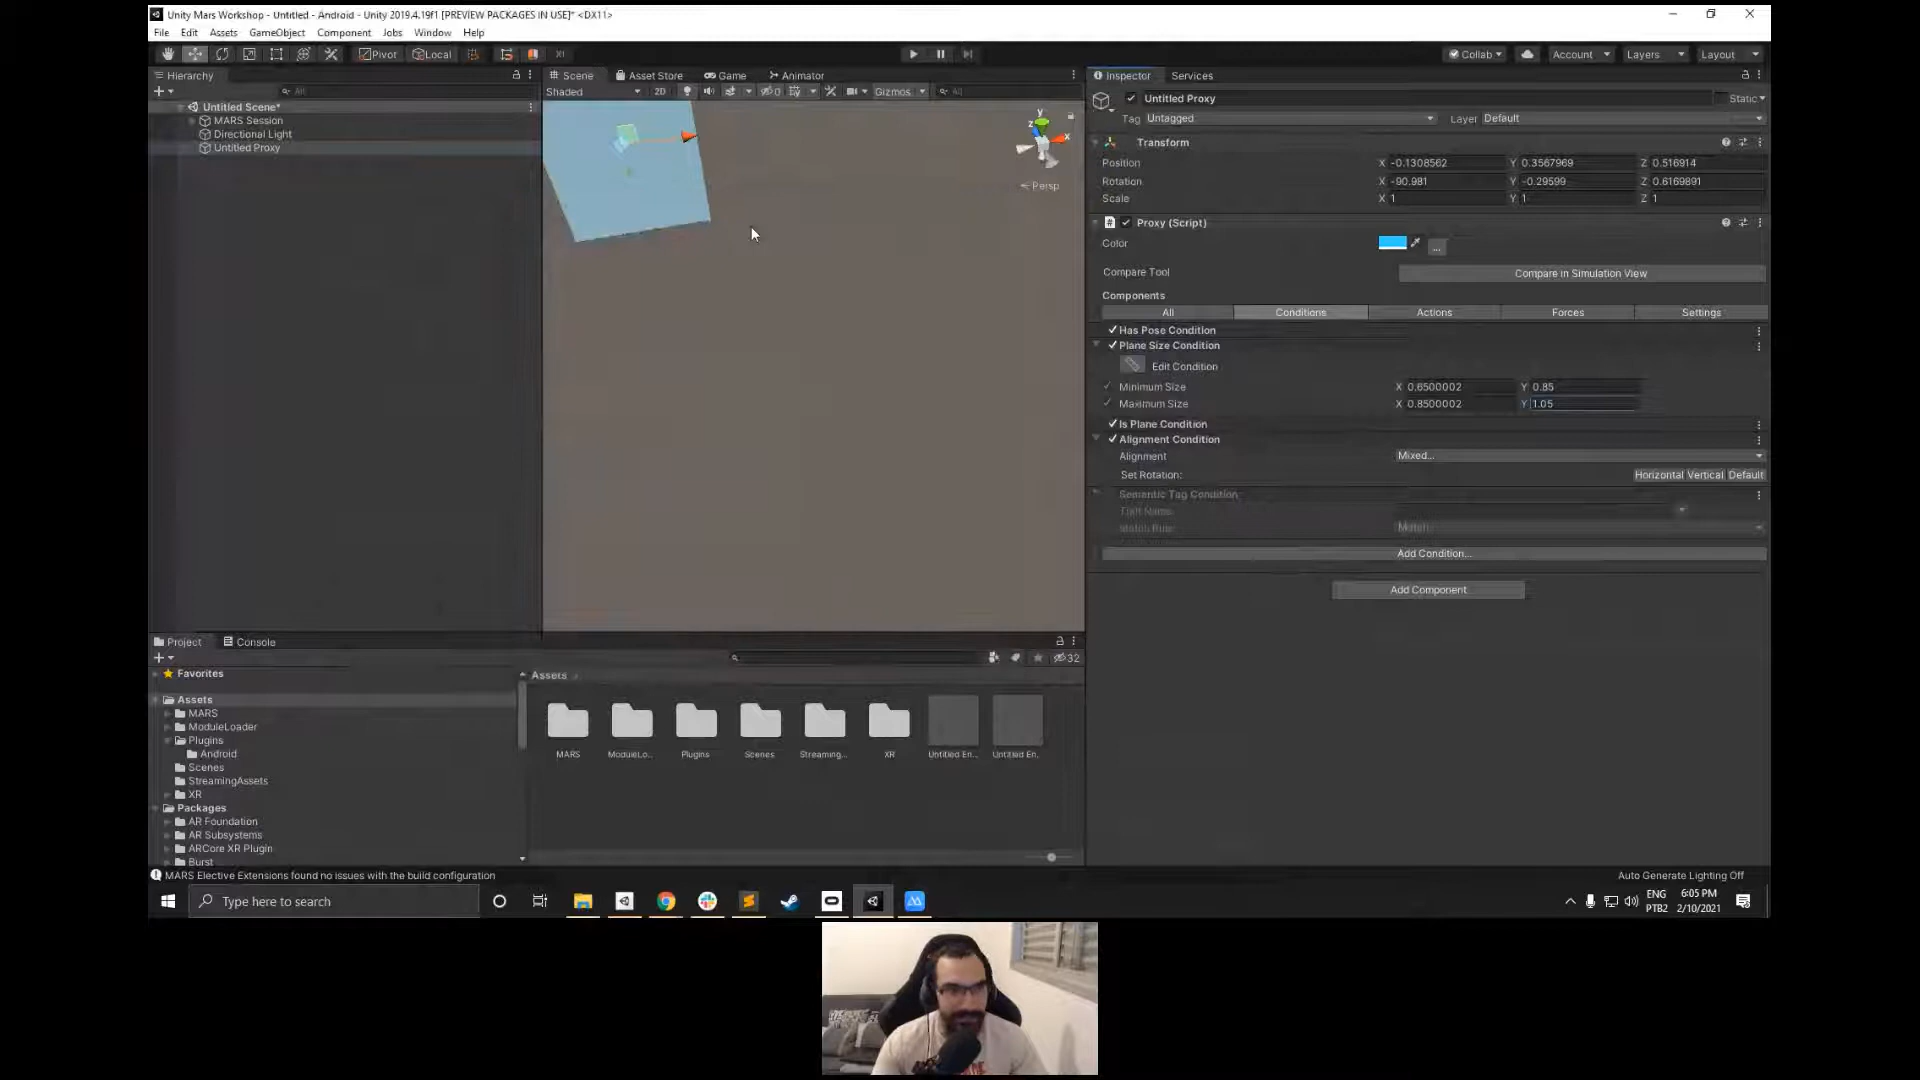 Unity Mars Workshop - Untitled - Android - Unity 2019.4.19f1 [PREVIEW PACKAGES IN USE]* <DX11>
File Edit Assets GameObject Component Jobs Window Help
Pivot Local Collab Account Layers Layout
Hierarchy
All
Untitled Scene*
MARS Session
Directional Light
Untitled Proxy
Scene Asset Store Game Animator
Shaded 2D 0 Gizmos All
y
z
x
Persp
Inspector Services
Untitled Proxy Static
Tag Untagged Layer Default
Transform
Position X -0.1308562 Y 0.3567969 Z 0.516914
Rotation X -90.981 Y -0.29599 Z 0.6169891
Scale X 1 Y 1 Z 1
Proxy (Script)
Color ...
Compare Tool Compare in Simulation View
Components
All Conditions Actions Forces Settings
Has Pose Condition
Plane Size Condition
Edit Condition
Minimum Size X 0.6500002 Y 0.85
Maximum Size X 0.8500002 Y 1.05
Is Plane Condition
Alignment Condition
Alignment Mixed...
Set Rotation: Horizontal Vertical Default
Semantic Tag Condition
Trait Name
Match Rule Match
Add Condition...
Add Component
Project Console
32
Favorites
Assets
MARS
ModuleLoader
Plugins
Android
Scenes
StreamingAssets
XR
Packages
AR Foundation
AR Subsystems
ARCore XR Plugin
Burst
Assets
MARS ModuleLo... Plugins Scenes Streaming... XR Untitled En... Untitled En...
MARS Elective Extensions found no issues with the build configuration
Auto Generate Lighting Off
Type here to search
ENG
PTB2
6:05 PM
2/10/2021